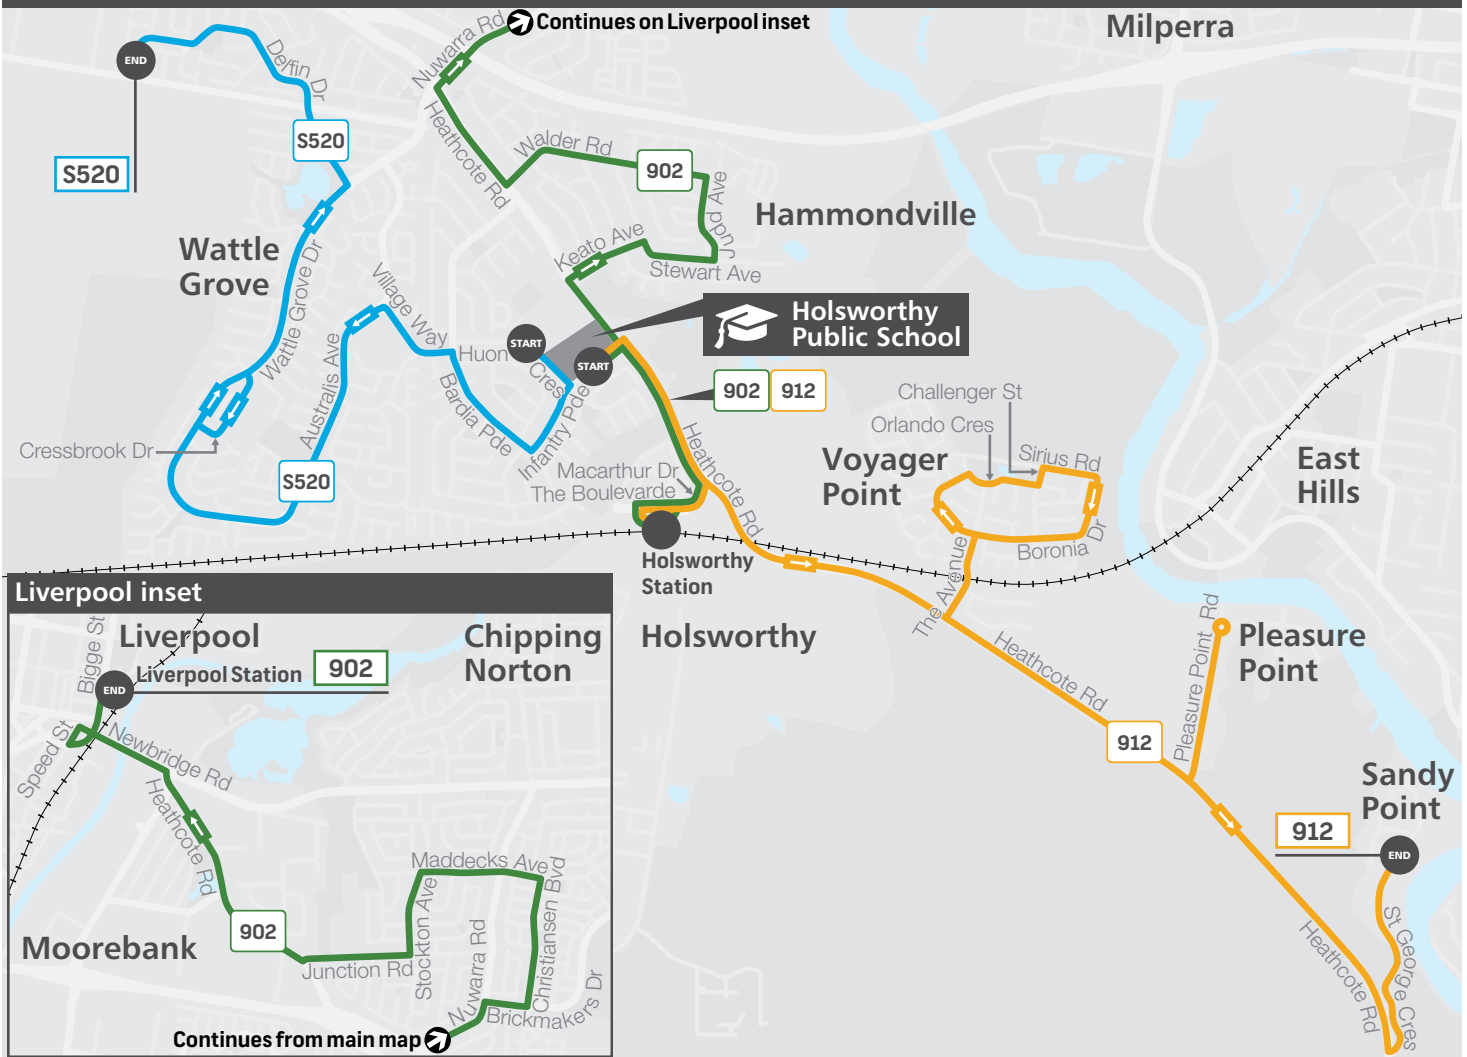 Continues on Liverpool inset
Milperra
END
Nuwarra Rd
Delfin Dr
S520
Heathcote Rd
Walder Rd
902
S520
Judd Ave
Hammondville
Wattle
Grove
Keato Ave
Stewart Ave
Wattle Grove Dr
Village Way
Holsworthy
Public School
START
Huon
Cres
START
Australis Ave
Bardia Pde
Infantry Pde
902
912
Challenger St
Orlando Cres
Cressbrook Dr
Heathcote Rd
Macarthur Dr
The Boulevarde
S520
Voyager
Point
Sirius Rd
East
Hills
Boronia
Dr
Holsworthy
Station
The Avenue
Holsworthy
Heathcote Rd
Pleasure Point Rd
Pleasure
Point
912
Sandy
Point
912
END
St George Cres
Heathcote Rd
Liverpool inset
Bigge St
Liverpool
Liverpool Station
902
Chipping
Norton
END
Speed St
Newbridge Rd
Heathcote Rd
Maddecks Ave
902
Stockton Ave
Christiansen Bvd
Moorebank
Junction Rd
Nuwarra Rd
Brickmakers Dr
Continues from main map